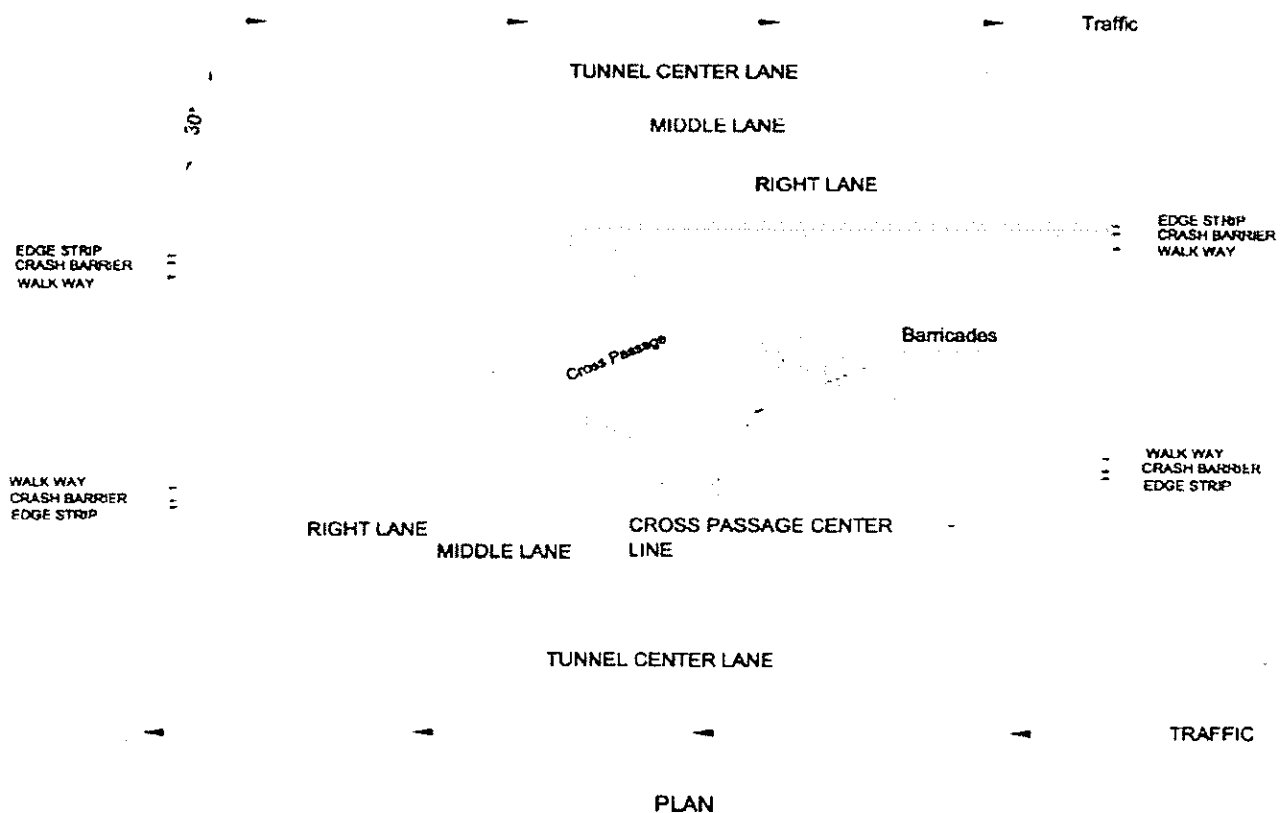 Traffic
TUNNEL CENTER LANE
30°
MIDDLE LANE
RIGHT LANE
EDGE STRIP
CRASH BARRIER
WALK WAY
EDGE STRIP
CRASH BARRIER
WALK WAY
Barricades
Cross Passage
WALK WAY
CRASH BARRIER
EDGE STRIP
WALK WAY
CRASH BARRIER
EDGE STRIP
RIGHT LANE
MIDDLE LANE
CROSS PASSAGE CENTER
LINE
TUNNEL CENTER LANE
TRAFFIC
PLAN